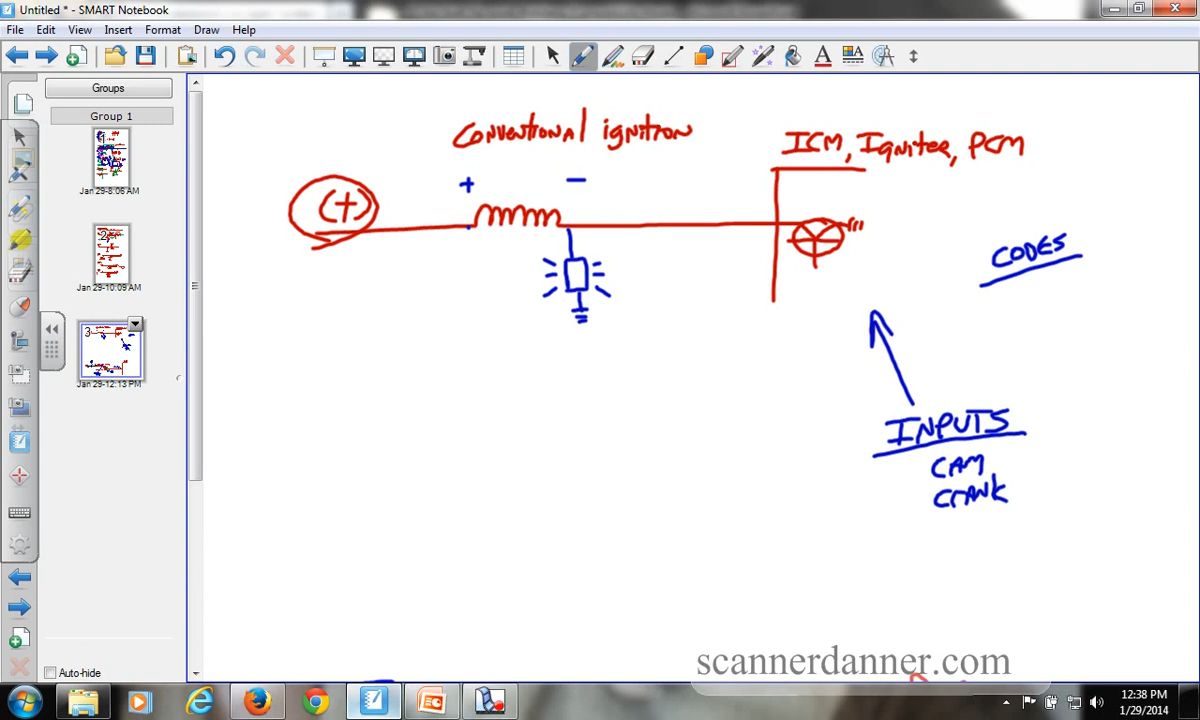 Untitled * - SMART Notebook
File Edit View Insert Format Draw Help
Groups
Group 1
Jan 29-8:06 AM
Jan 29-10:09 AM
Jan 29-12:13 PM
Auto-hide
CONVENTIONAL ignition
ICM, Igniter, PCM
(+)
+ −
CODES
INPUTS
CAM
CRANK
scannerdanner.com
12:38 PM
1/29/2014